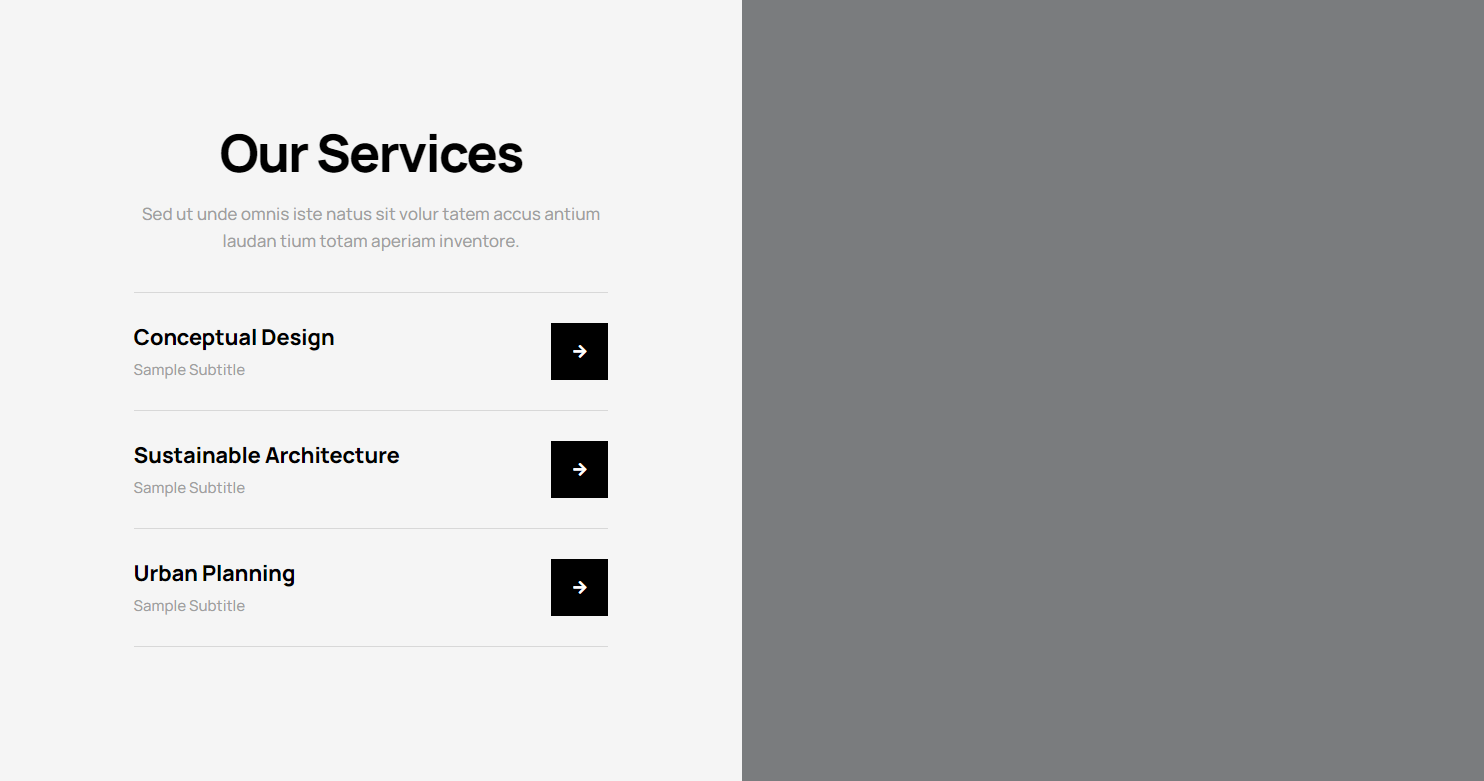 Our Services
Sed ut unde omnis iste natus sit volur tatem accus antium
laudan tium totam aperiam inventore.
Conceptual Design
Sample Subtitle
Sustainable Architecture
Sample Subtitle
Urban Planning
Sample Subtitle